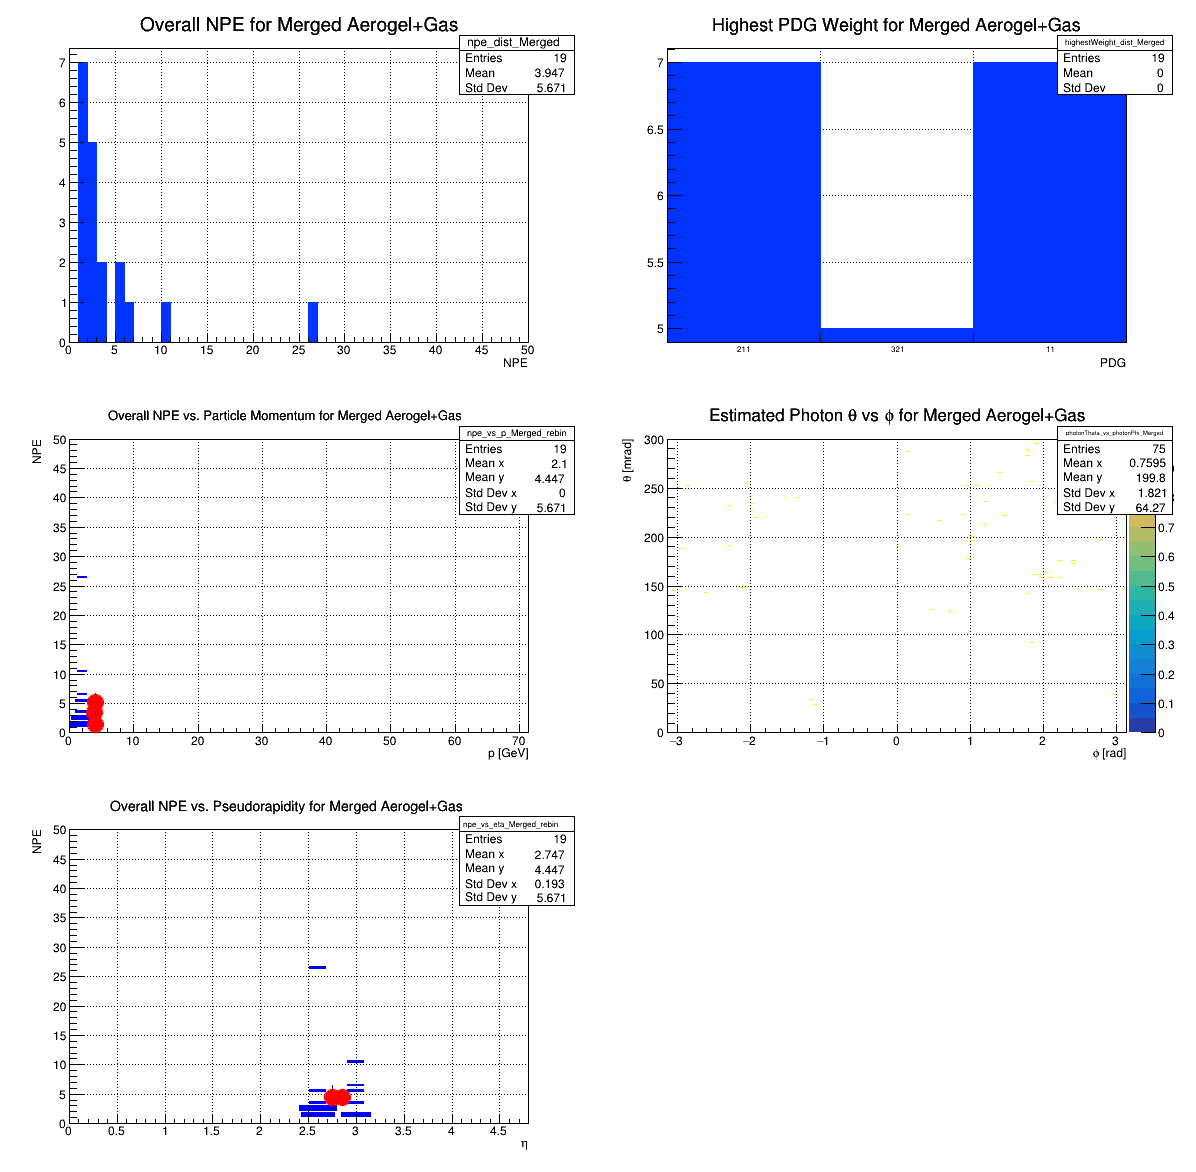 Overall NPE for Merged Aerogel+Gas
npe_dist_Merged
Entries 19
Mean 3.947
Std Dev 5.671
7
6
5
4
3
2
1
0
0 5 10 15 20 25 30 35 40 45 50
NPE
Highest PDG Weight for Merged Aerogel+Gas
highestWeight_dist_Merged
Entries 19
Mean 0
Std Dev 0
7
6.5
6
5.5
5
211 321 11
PDG
Overall NPE vs. Particle Momentum for Merged Aerogel+Gas
npe_vs_p_Merged_rebin
Entries 19
Mean x 2.1
Mean y 4.447
Std Dev x 0
Std Dev y 5.671
NPE
50
45
40
35
30
25
20
15
10
5
0
0 10 20 30 40 50 60 70
p [GeV]
Estimated Photon θ vs ϕ for Merged Aerogel+Gas
photonTheta_vs_photonPhi_Merged
Entries 75
Mean x 0.7595
Mean y 199.8
Std Dev x 1.821
Std Dev y 64.27
θ [mrad]
300
250
200
150
100
50
0
−3 −2 −1 0 1 2 3
ϕ [rad]
0.7
0.6
0.5
0.4
0.3
0.2
0.1
0
Overall NPE vs. Pseudorapidity for Merged Aerogel+Gas
npe_vs_eta_Merged_rebin
Entries 19
Mean x 2.747
Mean y 4.447
Std Dev x 0.193
Std Dev y 5.671
NPE
50
45
40
35
30
25
20
15
10
5
0
0 0.5 1 1.5 2 2.5 3 3.5 4 4.5
η